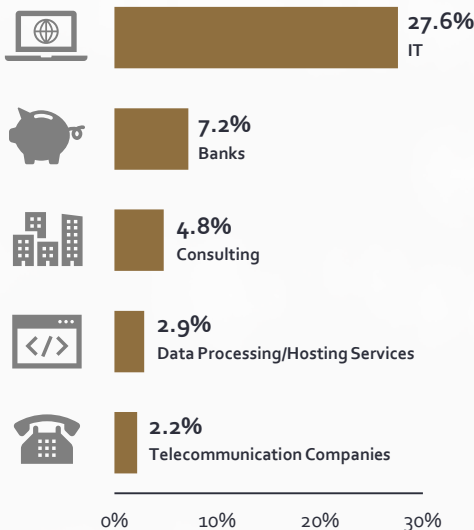 27.6%
IT
7.2%
Banks
4.8%
Consulting
</>
2.9%
Data Processing/Hosting Services
2.2%
Telecommunication Companies
0% 10% 20% 30%